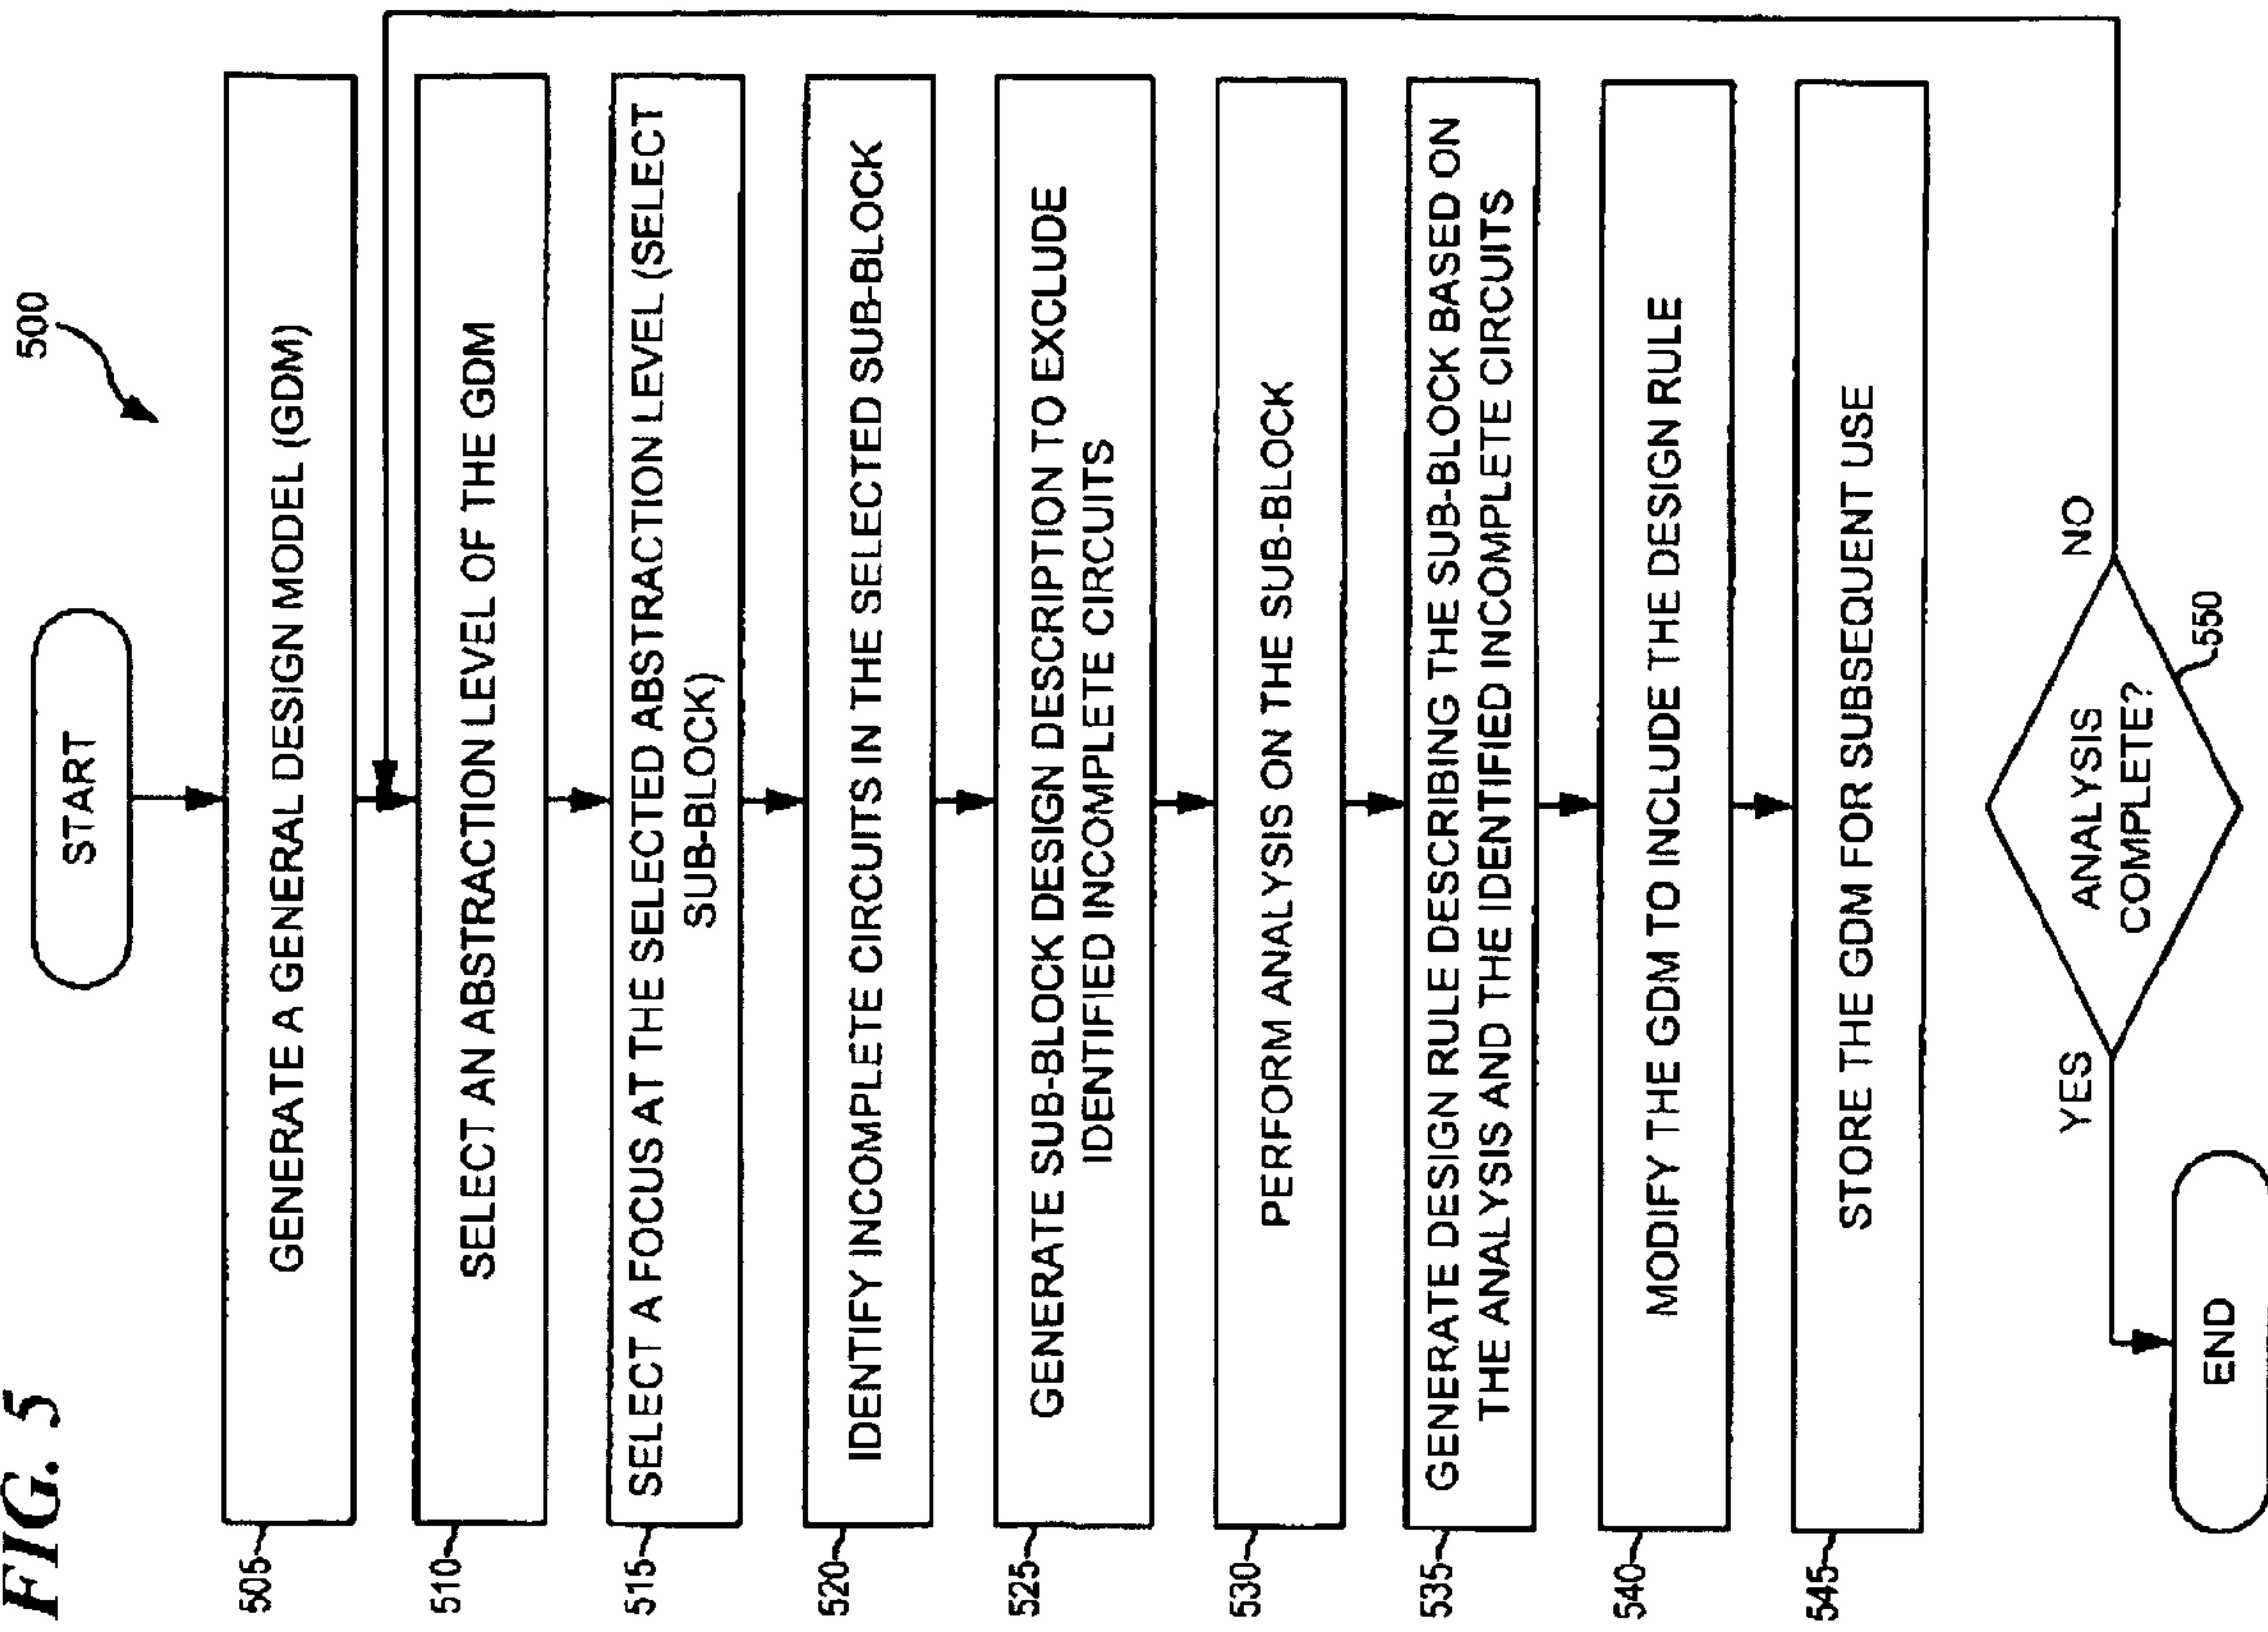 FIG. 5
500
START
505
GENERATE A GENERAL DESIGN MODEL (GDM)
510
SELECT AN ABSTRACTION LEVEL OF THE GDM
515
SELECT A FOCUS AT THE SELECTED ABSTRACTION LEVEL (SELECT
SUB-BLOCK)
520
IDENTIFY INCOMPLETE CIRCUITS IN THE SELECTED SUB-BLOCK
525
GENERATE SUB-BLOCK DESIGN DESCRIPTION TO EXCLUDE
IDENTIFIED INCOMPLETE CIRCUITS
530
PERFORM ANALYSIS ON THE SUB-BLOCK
535
GENERATE DESIGN RULE DESCRIBING THE SUB-BLOCK BASED ON
THE ANALYSIS AND THE IDENTIFIED INCOMPLETE CIRCUITS
540
MODIFY THE GDM TO INCLUDE THE DESIGN RULE
545
STORE THE GDM FOR SUBSEQUENT USE
YES
ANALYSIS
COMPLETE?
NO
550
END